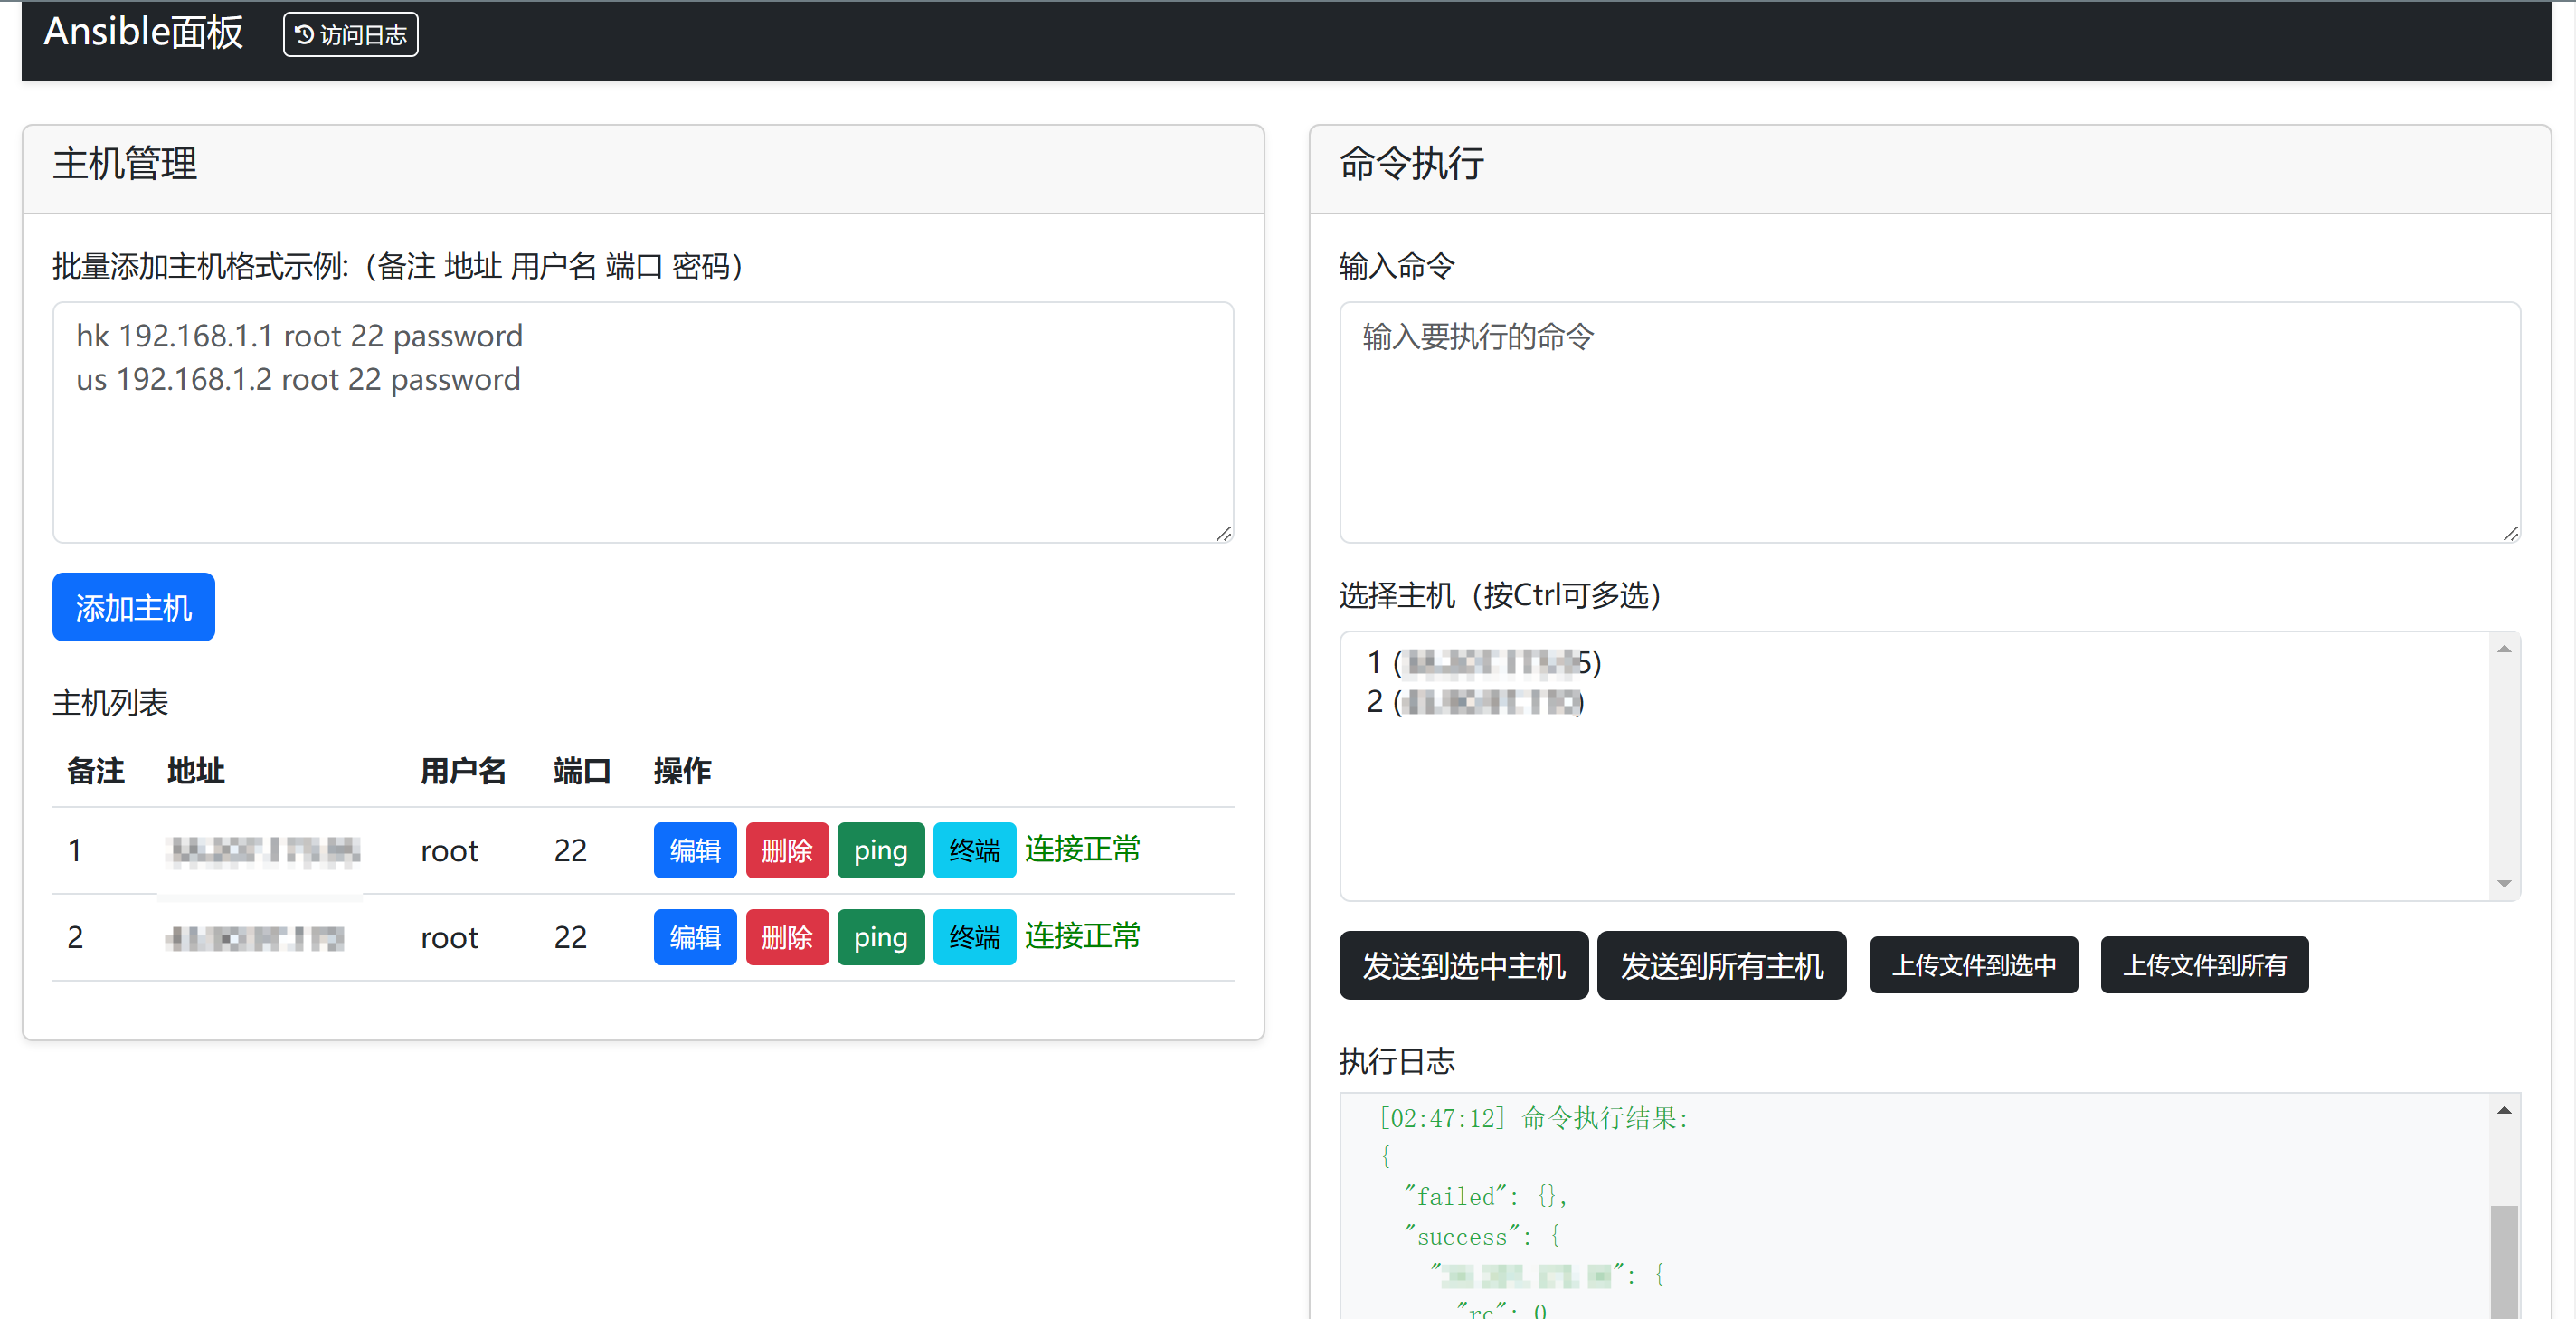 Ansible面板
访问日志
主机管理
批量添加主机格式示例:（备注 地址 用户名 端口 密码）
hk 192.168.1.1 root 22 password
us 192.168.1.2 root 22 password
添加主机
主机列表
备注 地址 用户名 端口 操作
1 root 22 编辑 删除 ping 终端 连接正常
2 root 22 编辑 删除 ping 终端 连接正常
命令执行
输入命令
输入要执行的命令
选择主机（按Ctrl可多选）
1 ( 5)
2 ( )
发送到选中主机 发送到所有主机 上传文件到选中 上传文件到所有
执行日志
[02:47:12] 命令执行结果:
{
"failed": {},
"success": {
" ": {
"rc": 0